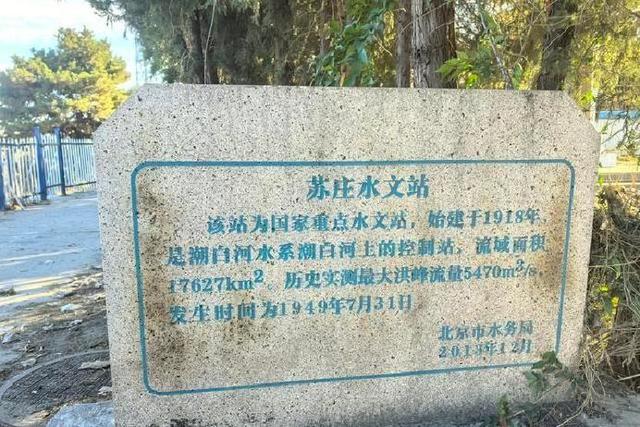 苏庄水文站
该站为国家重点水文站，始建于1918年，
是潮白河水系潮白河上的控制站，流域面积
17627km²。历史实测最大洪峰流量5470m³/s
发生时间为1949年7月31日
北京市水务局
2013年12月